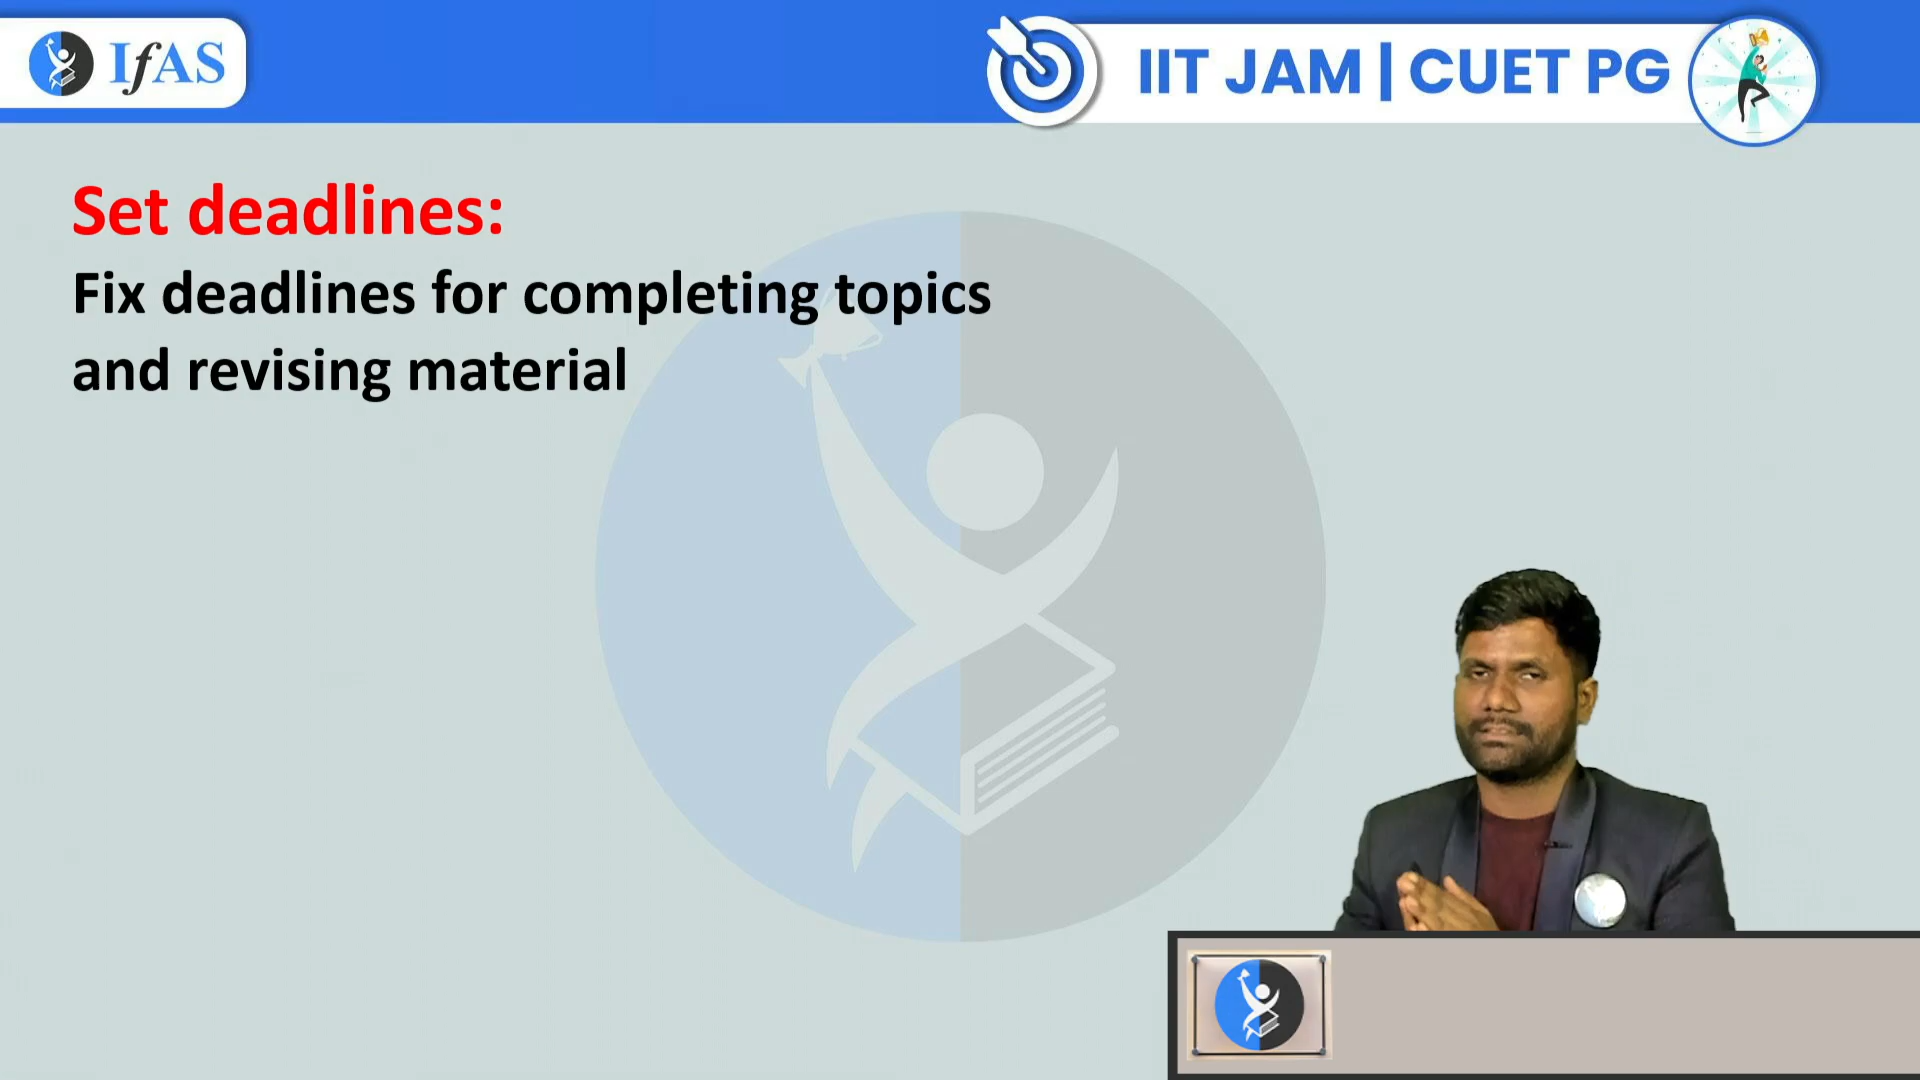 IfAS
IIT JAM | CUET PG
Set deadlines:
Fix deadlines for completing topics
and revising material